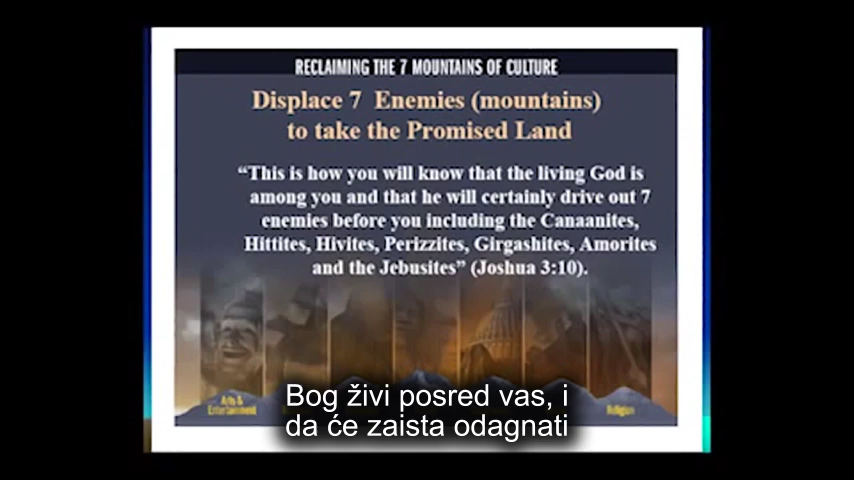 RECLAIMING THE 7 MOUNTAINS OF CULTURE
Displace 7 Enemies (mountains)
to take the Promised Land
“This is how you will know that the living God is
among you and that he will certainly drive out 7
enemies before you including the Canaanites,
Hittites, Hivites, Perizzites, Girgashites, Amorites
and the Jebusites” (Joshua 3:10).
Arts &
Entertainment
Religion
Bog živi posred vas, i
da će zaista odagnati